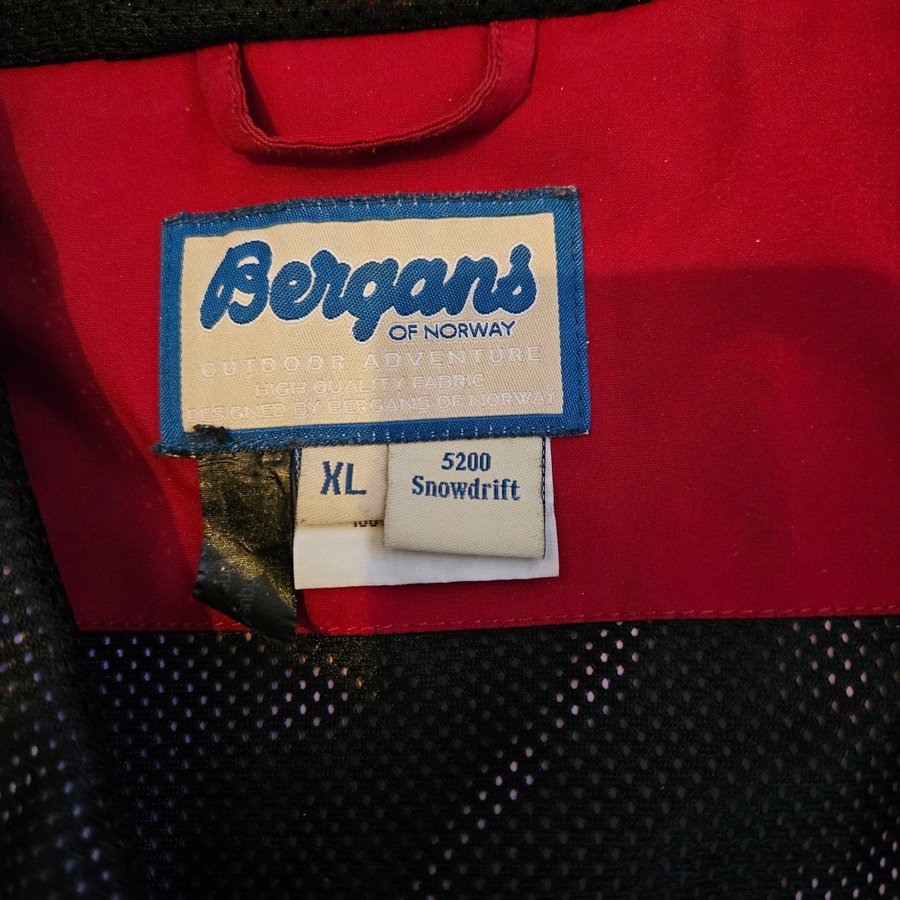 Bergans
OF NORWAY
OUTDOOR ADVENTURE
HIGH QUALITY FABRIC
DESIGNED BY BERGANS OF NORWAY
XL
5200
Snowdrift